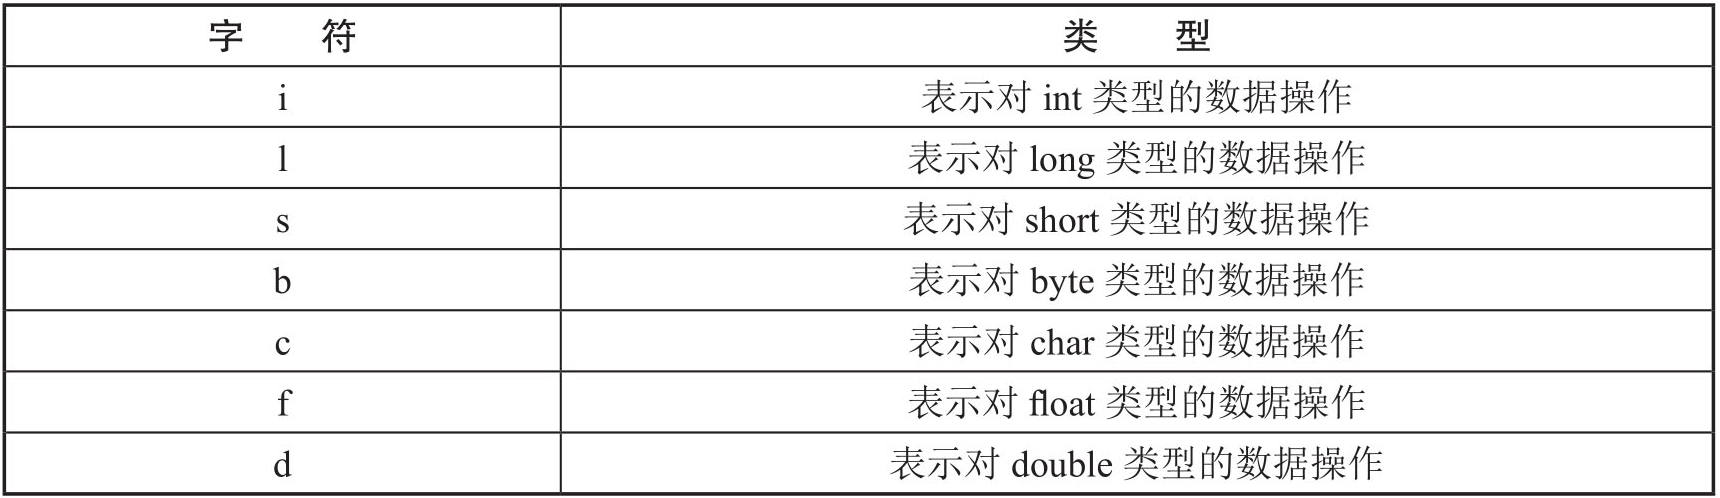 字 符 类 型
i 表示对 int 类型的数据操作
l 表示对 long 类型的数据操作
s 表示对 short 类型的数据操作
b 表示对 byte 类型的数据操作
c 表示对 char 类型的数据操作
f 表示对 float 类型的数据操作
d 表示对 double 类型的数据操作